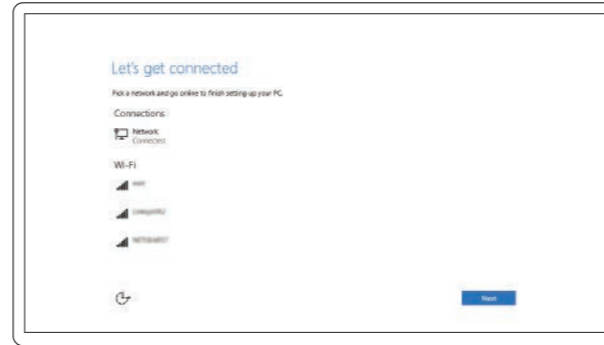 Let's get connected
Pick a network and go online to finish setting up your PC.
Connections
Network
Connected
Wi-Fi
Next